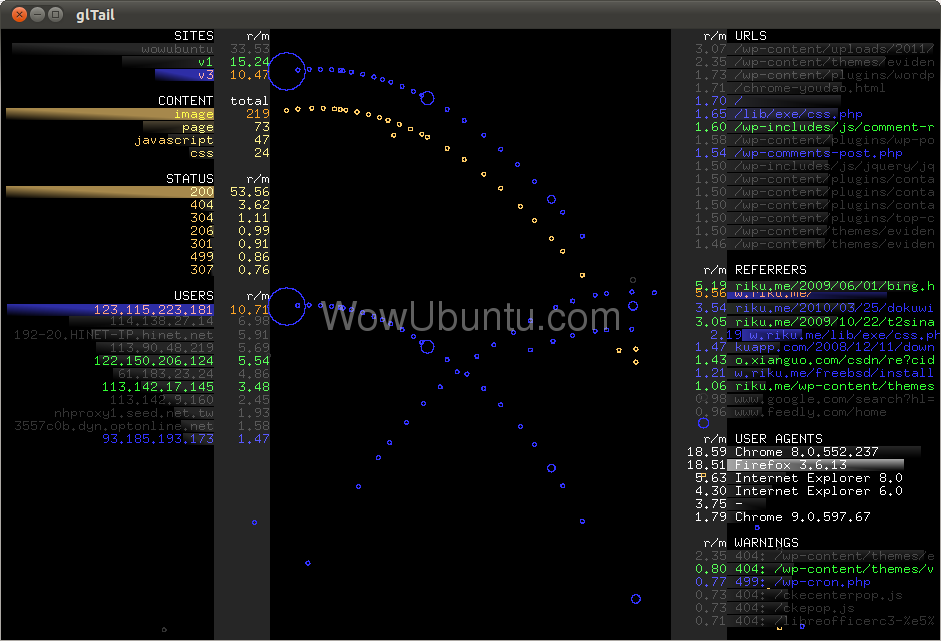 glTail
SITES r/m
wowubuntu 33.53
v1 15.24
v3 10.47
CONTENT total
image 219
page 73
javascript 47
css 24
STATUS r/m
200 53.56
404 3.62
304 1.11
206 0.99
301 0.91
499 0.86
307 0.76
USERS r/m
123.115.223.181 10.71
114.138.27.14 6.98
192-20.HINET-IP.hinet.net 5.91
113.90.48.219 5.69
122.150.206.124 5.54
61.183.23.24 4.86
113.142.17.145 3.48
113.142.9.160 2.45
nhproxy1.seed.net.tw 1.93
3557c0b.dyn.optonline.net 1.58
93.185.193.173 1.47
WowUbuntu.com
r/m URLS
3.07 /wp-content/uploads/2011/
2.35 /wp-content/themes/eviden
1.73 /wp-content/plugins/wordp
1.71 /chrome-youdao.html
1.70 /
1.65 /lib/exe/css.php
1.60 /wp-includes/js/comment-r
1.58 /wp-content/plugins/wp-po
1.54 /wp-comments-post.php
1.50 /wp-includes/js/jquery/jq
1.50 /wp-content/plugins/conta
1.50 /wp-content/plugins/conta
1.50 /wp-content/plugins/top-c
1.50 /wp-content/themes/eviden
1.46 /wp-content/themes/eviden
r/m REFERRERS
5.19 riku.me/2009/06/01/bing.h
5.56 w.riku.me/
3.54 riku.me/2010/03/25/dokuwi
3.05 riku.me/2009/10/22/t2sina
2.19 w.riku.me/lib/exe/css.ph
1.47 kuapp.com/2008/12/11/down
1.43 o.xianguo.com/csdn/re?cid
1.21 w.riku.me/freebsd/install
1.06 riku.me/wp-content/themes
0.98 www.google.com/search?hl=
0.96 www.feedly.com/home
r/m USER AGENTS
18.59 Chrome 8.0.552.237
18.51 Firefox 3.6.13
5.63 Internet Explorer 8.0
4.30 Internet Explorer 6.0
3.75 -
1.79 Chrome 9.0.597.67
r/m WARNINGS
2.35 404: /wp-content/themes/e
0.80 404: /wp-content/themes/v
0.77 499: /wp-cron.php
0.73 404: /ckecenterpop.js
0.73 404: /ckepop.js
0.71 404: /libreofficerc3-%e5%